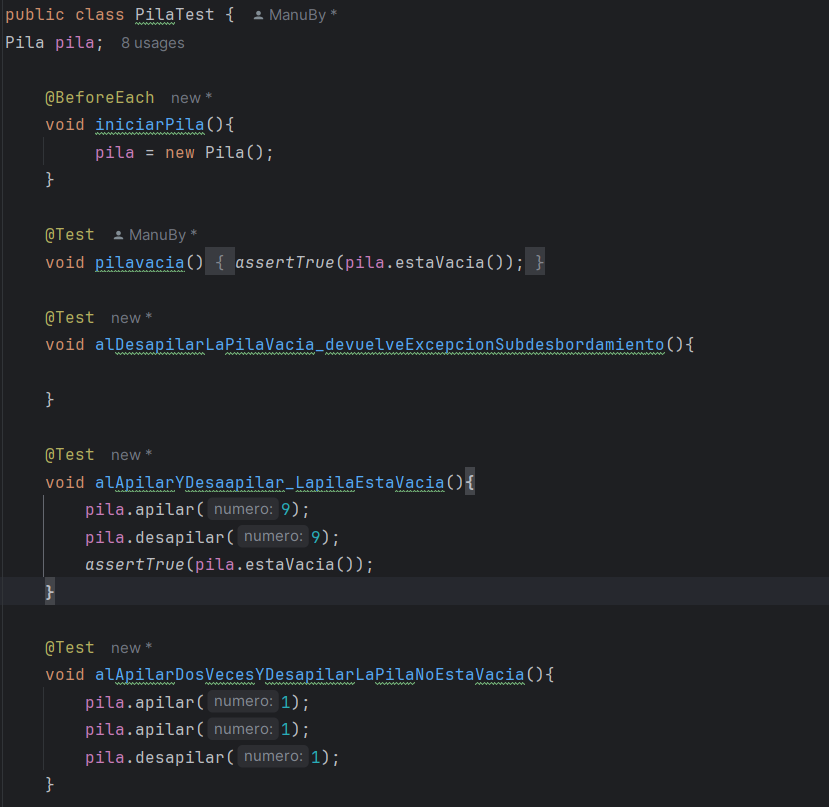 public class PilaTest { ManuBy *
Pila pila; 8 usages
@BeforeEach new *
void iniciarPila(){
pila = new Pila();
}
@Test ManuBy *
void pilavacia() { assertTrue(pila.estaVacia()); }
@Test new *
void alDesapilarLaPilaVacia_devuelveExcepcionSubdesbordamiento(){
}
@Test new *
void alApilarYDesaapilar_LapilaEstaVacia(){
pila.apilar( numero: 9);
pila.desapilar( numero: 9);
assertTrue(pila.estaVacia());
}
@Test new *
void alApilarDosVecesYDesapilarLaPilaNoEstaVacia(){
pila.apilar( numero: 1);
pila.apilar( numero: 1);
pila.desapilar( numero: 1);
}